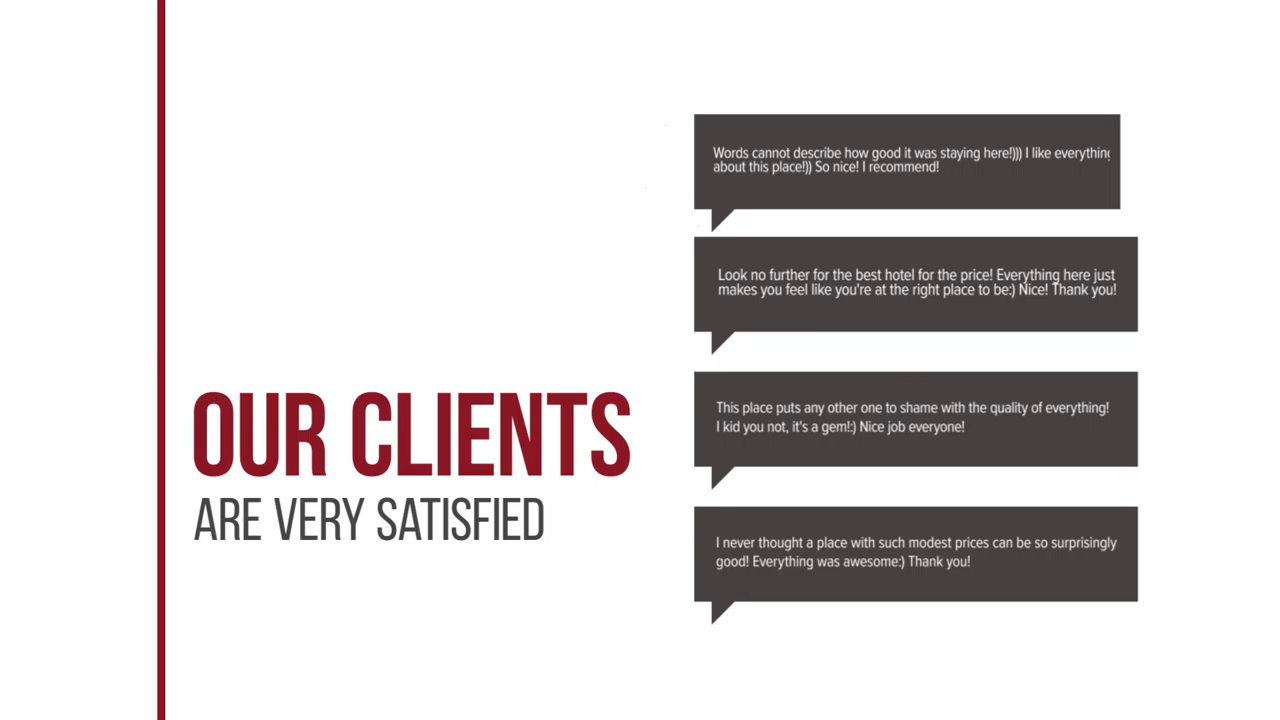 OUR CLIENTS
ARE VERY SATISFIED
Words cannot describe how good it was staying here!))) I like everything
about this place!)) So nice! I recommend!
Look no further for the best hotel for the price! Everything here just
makes you feel like you're at the right place to be:) Nice! Thank you!
This place puts any other one to shame with the quality of everything!
I kid you not, it's a gem!:) Nice job everyone!
I never thought a place with such modest prices can be so surprisingly
good! Everything was awesome:) Thank you!